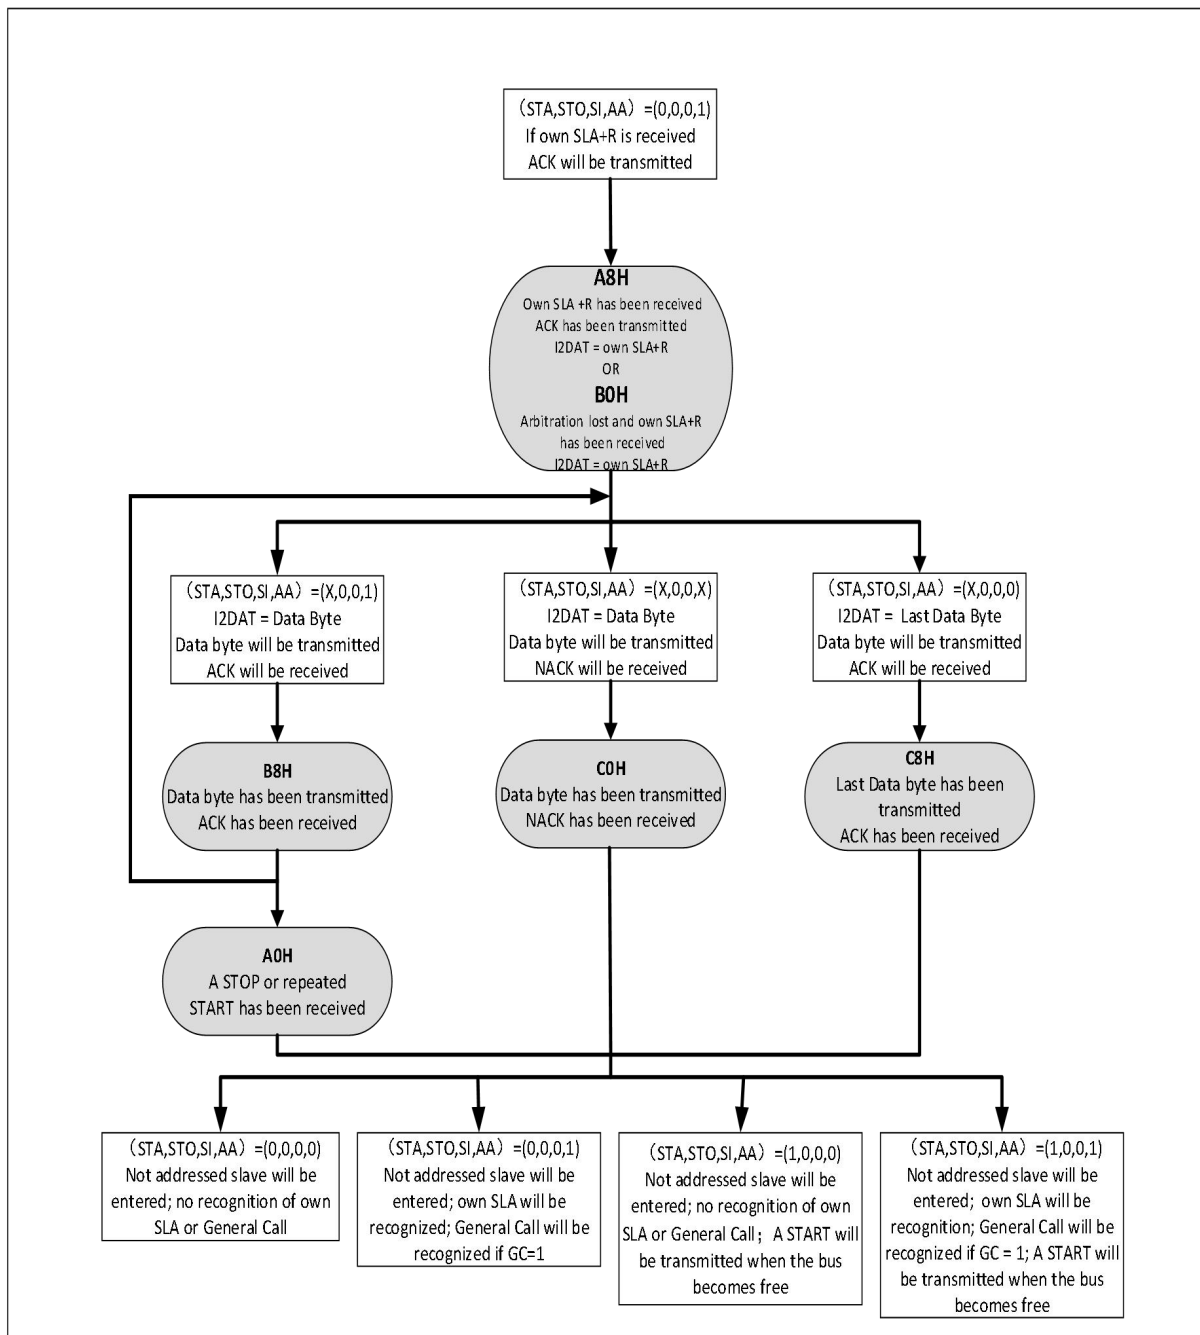 （STA,STO,SI,AA）=(0,0,0,1)
If own SLA+R is received
ACK will be transmitted
A8H
Own SLA +R has been received
ACK has been transmitted
I2DAT = own SLA+R
OR
B0H
Arbitration lost and own SLA+R
has been received
I2DAT = own SLA+R
（STA,STO,SI,AA）=(X,0,0,1)
I2DAT = Data Byte
Data byte will be transmitted
ACK will be received
（STA,STO,SI,AA）=(X,0,0,X)
I2DAT = Data Byte
Data byte will be transmitted
NACK will be received
（STA,STO,SI,AA）=(X,0,0,0)
I2DAT = Last Data Byte
Data byte will be transmitted
ACK will be received
B8H
Data byte has been transmitted
ACK has been received
C0H
Data byte has been transmitted
NACK has been received
C8H
Last Data byte has been
transmitted
ACK has been received
A0H
A STOP or repeated
START has been received
（STA,STO,SI,AA）=(0,0,0,0)
Not addressed slave will be
entered; no recognition of own
SLA or General Call
（STA,STO,SI,AA）=(0,0,0,1)
Not addressed slave will be
entered; own SLA will be
recognized; General Call will be
recognized if GC=1
（STA,STO,SI,AA）=(1,0,0,0)
Not addressed slave will be
entered; no recognition of own
SLA or General Call；A START will
be transmitted when the bus
becomes free
（STA,STO,SI,AA）=(1,0,0,1)
Not addressed slave will be
entered; own SLA will be
recognition; General Call will be
recognized if GC = 1; A START will
be transmitted when the bus
becomes free